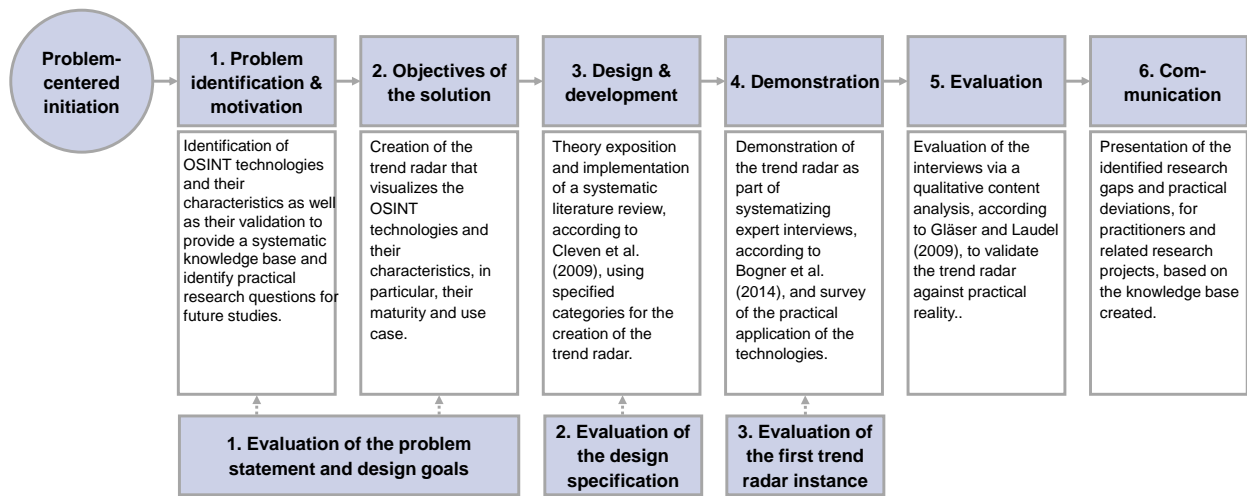 Problem-
centered
initiation
1. Problem
identification &
motivation
2. Objectives of
the solution
3. Design &
development
4. Demonstration
5. Evaluation
6. Com-
munication
Identification of
OSINT technologies
and their
characteristics as well
as their validation to
provide a systematic
knowledge base and
identify practical
research questions for
future studies.
Creation of the
trend radar that
visualizes the
OSINT
technologies and
their
characteristics, in
particular, their
maturity and use
case.
Theory exposition
and implementation
of a systematic
literature review,
according to
Cleven et al.
(2009), using
specified
categories for the
creation of the
trend radar.
Demonstration of
the trend radar as
part of
systematizing
expert interviews,
according to
Bogner et al.
(2014), and survey
of the practical
application of the
technologies.
Evaluation of the
interviews via a
qualitative content
analysis, according
to Gläser and Laudel
(2009), to validate
the trend radar
against practical
reality..
Presentation of the
identified research
gaps and practical
deviations, for
practitioners and
related research
projects, based on
the knowledge base
created.
1. Evaluation of the problem
statement and design goals
2. Evaluation of
the design
specification
3. Evaluation of
the first trend
radar instance